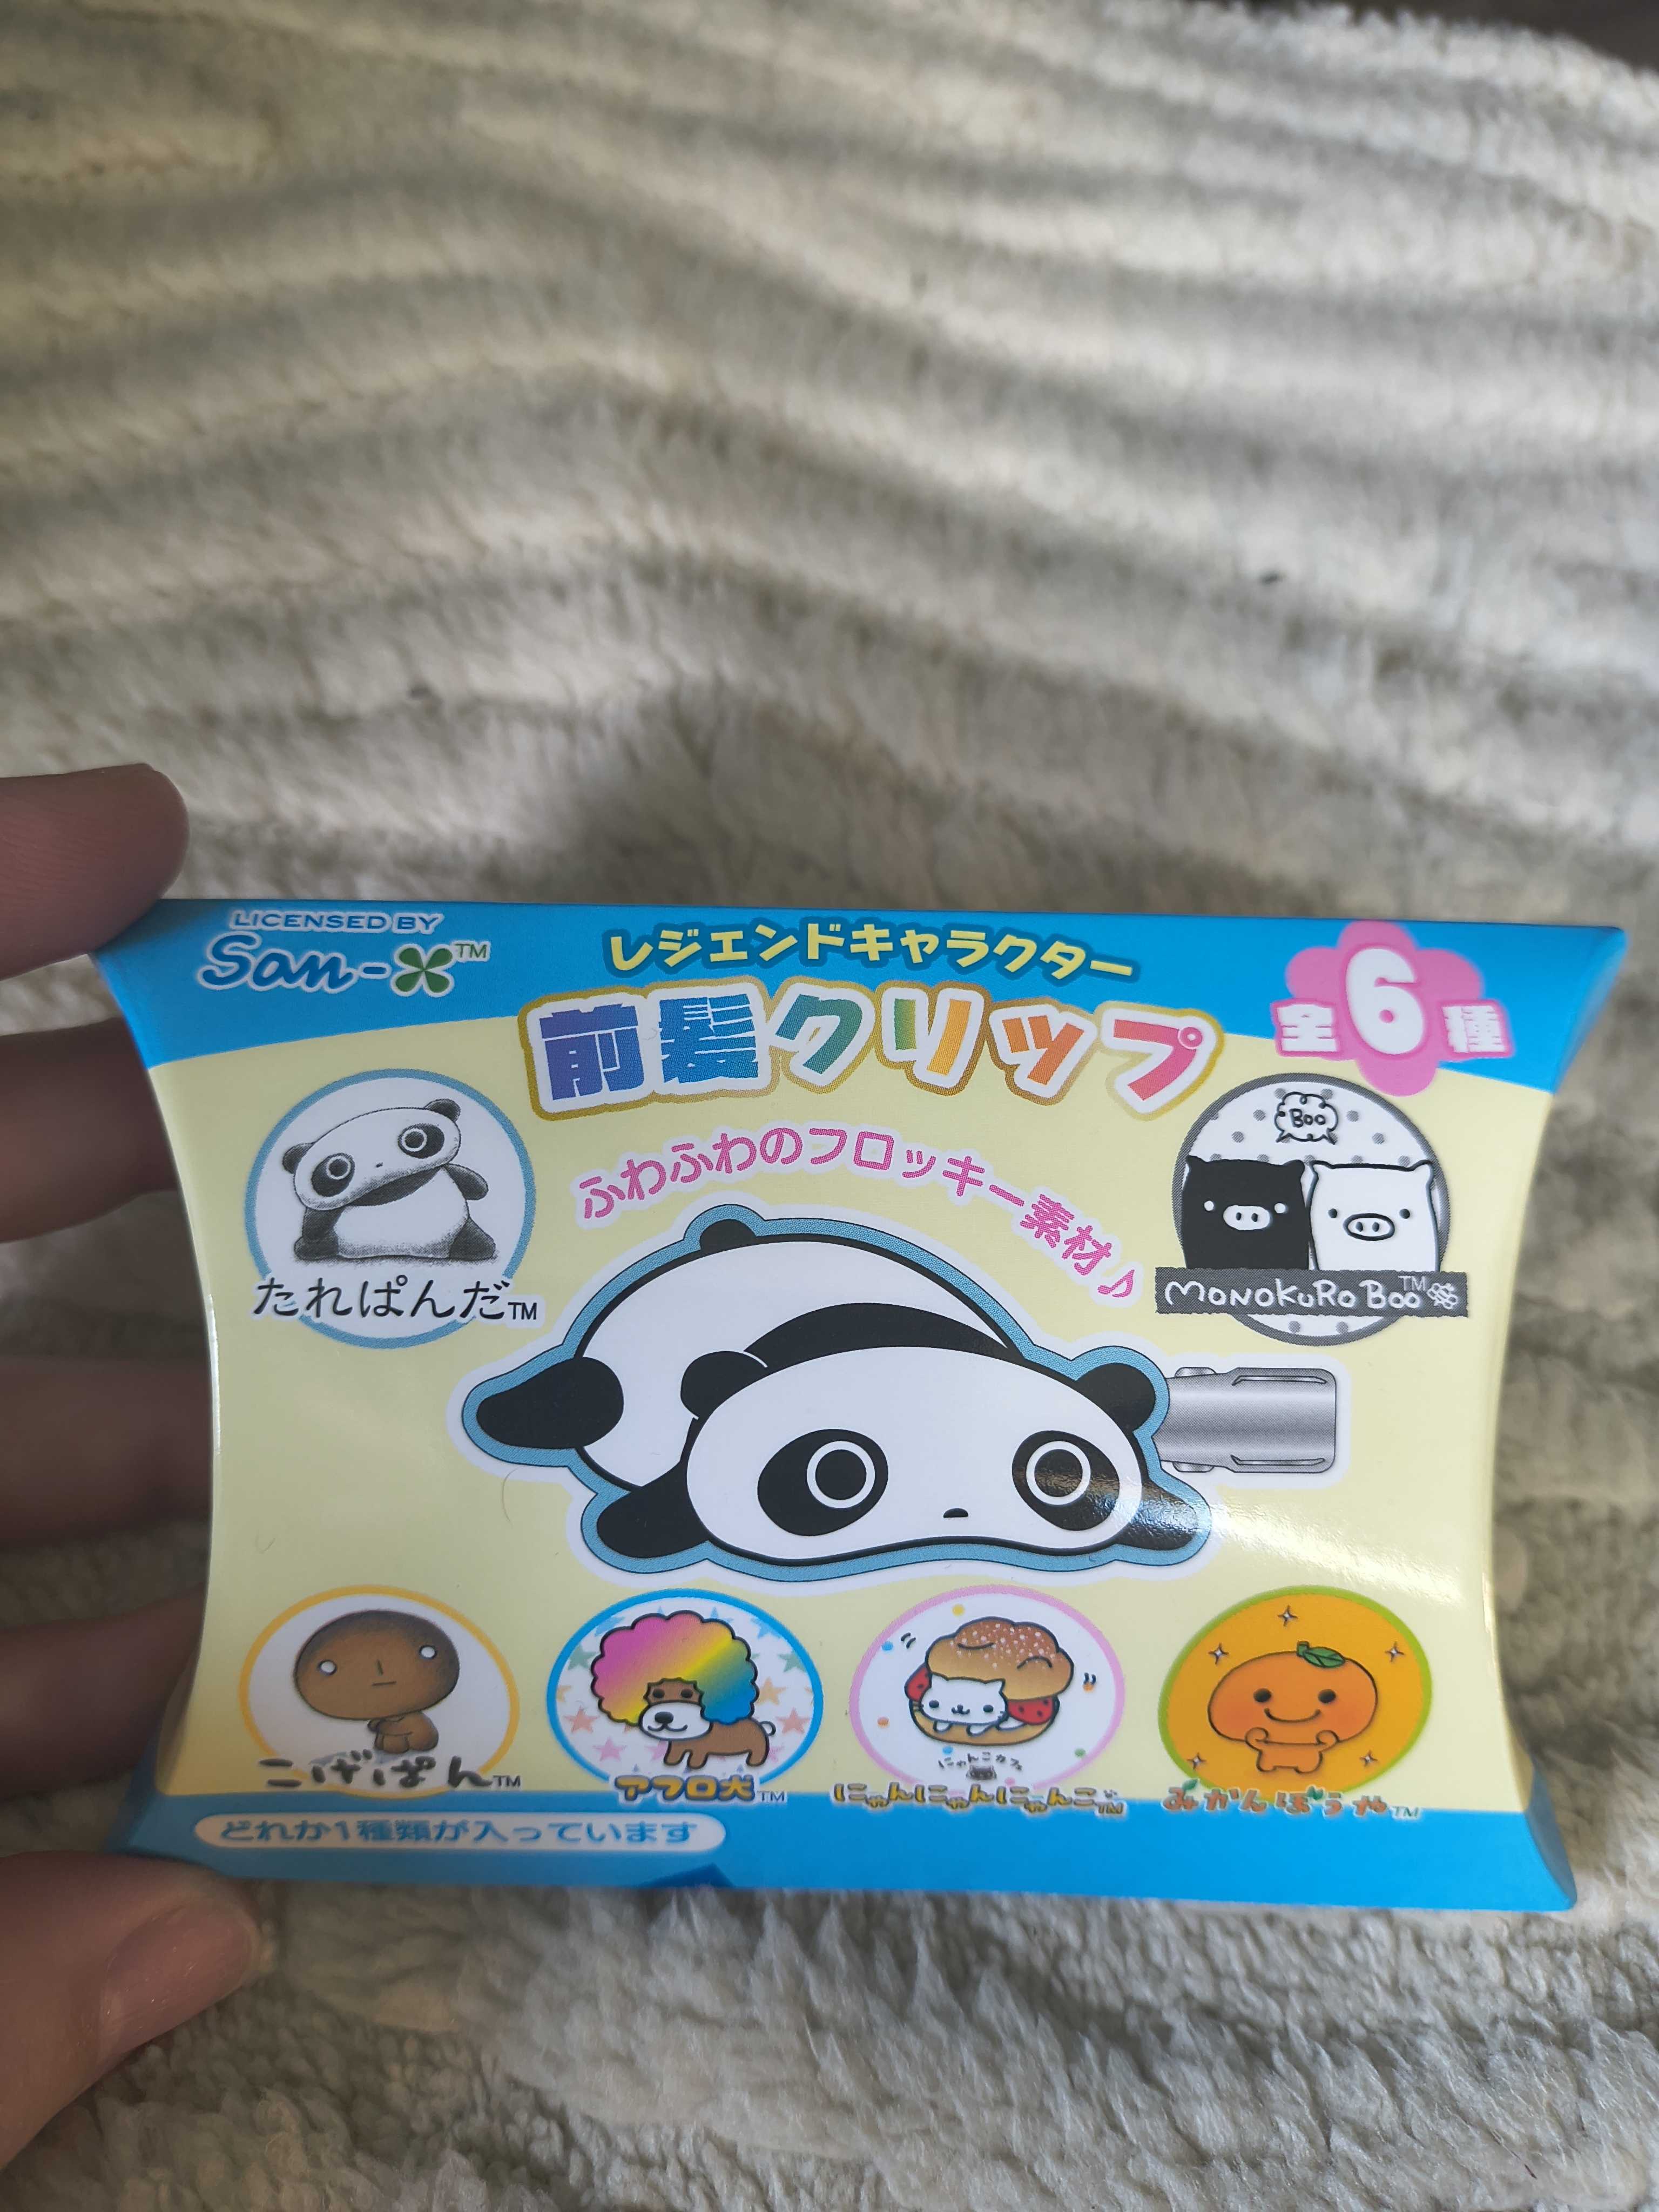 LICENSED BY
San-X™
レジェンドキャラクター
前髪クリップ
全6種
ふわふわのフロッキー素材♪
たれぱんだ™
Boo
MONOKURO BOO™
こげぱん™
アフロ犬™
にゃんこカフェ
にゃんにゃんにゃんこ™
みかんぼうや™
どれか1種類が入っています